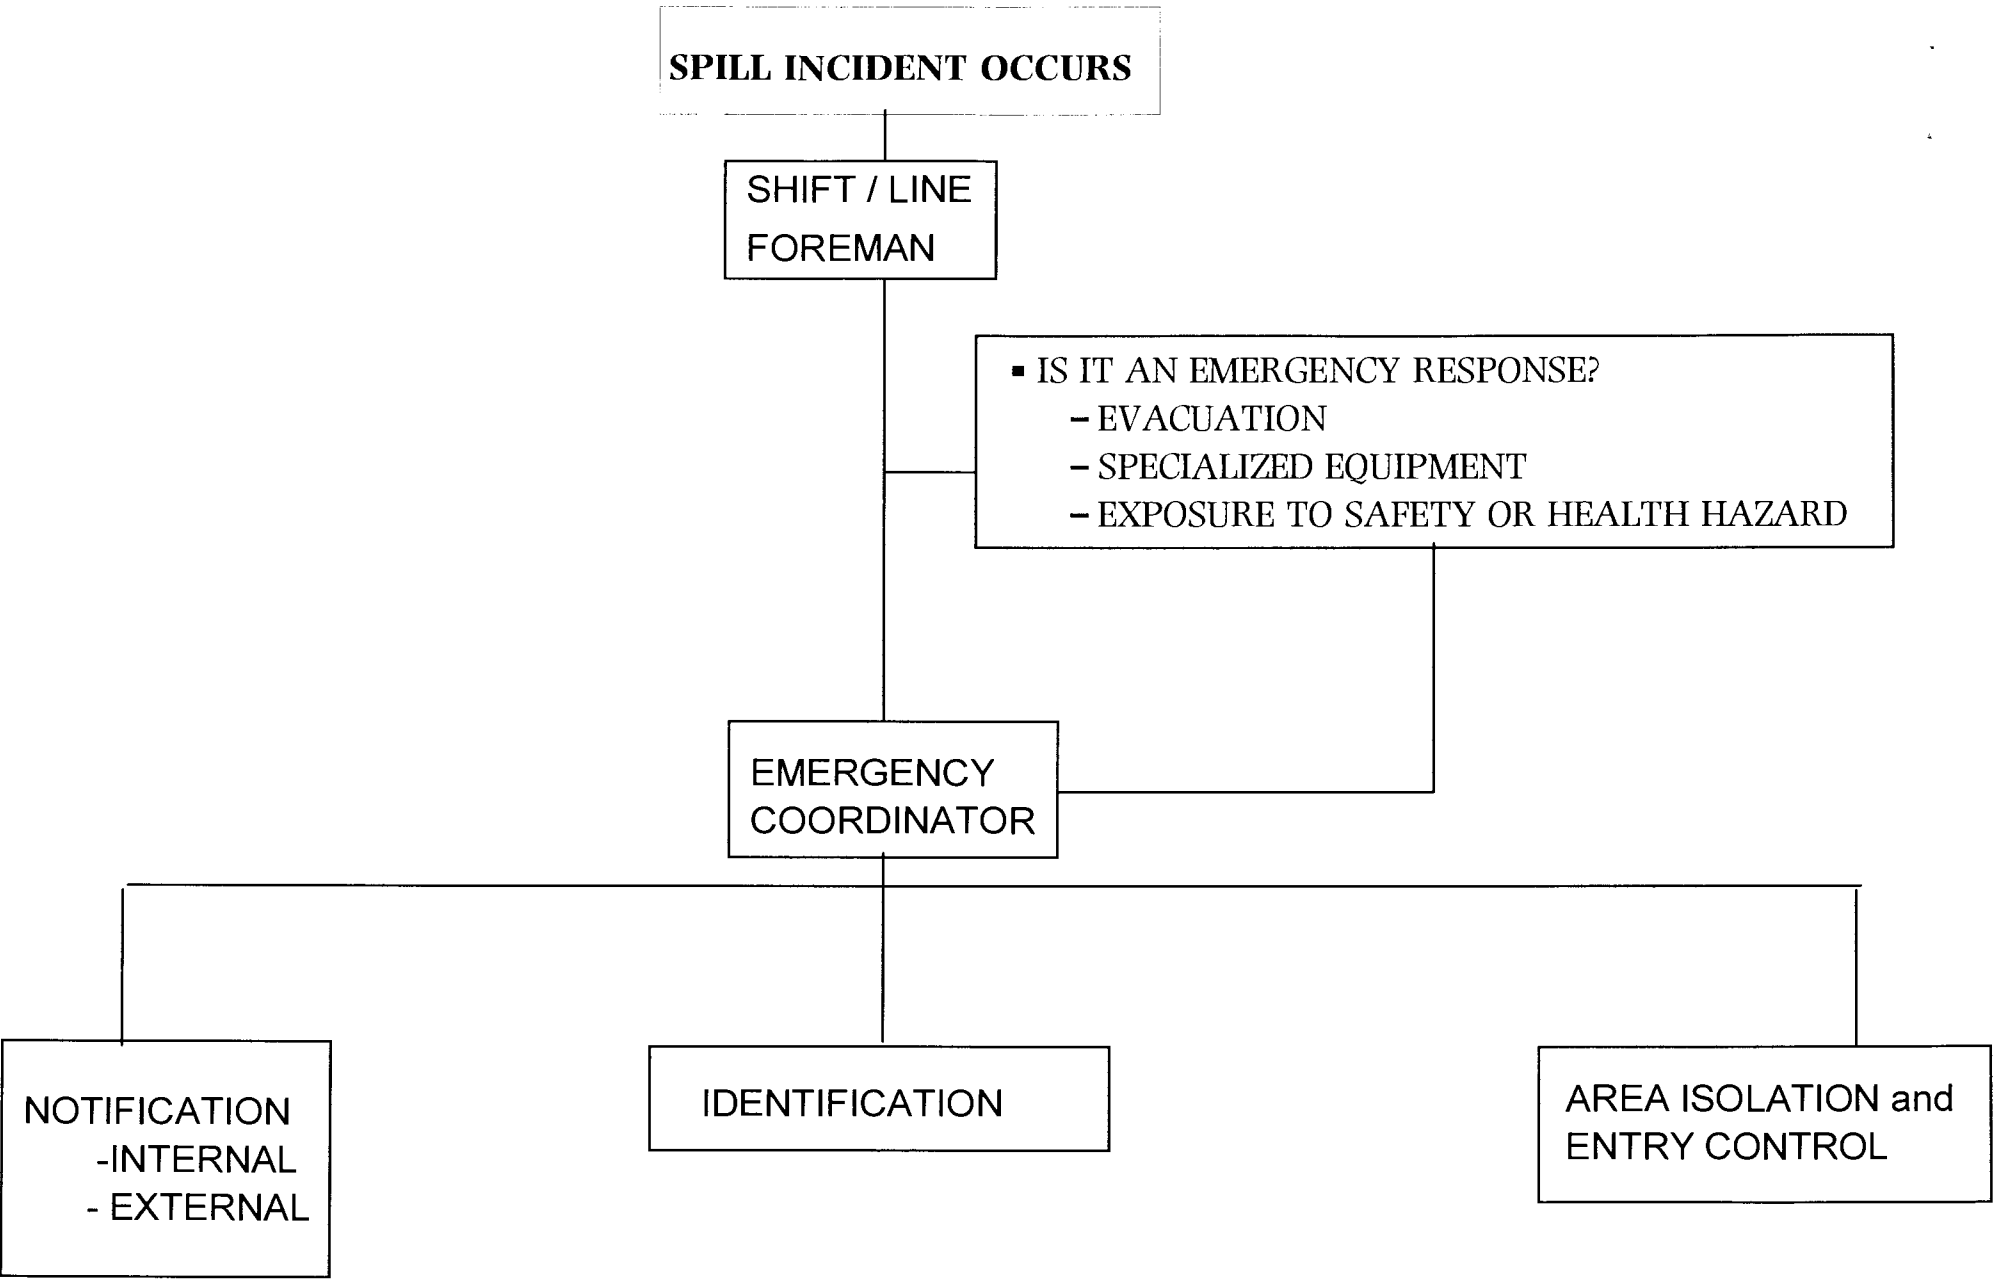 SPILL INCIDENT OCCURS
SHIFT / LINE
FOREMAN
▪ IS IT AN EMERGENCY RESPONSE?
– EVACUATION
– SPECIALIZED EQUIPMENT
– EXPOSURE TO SAFETY OR HEALTH HAZARD
EMERGENCY
COORDINATOR
NOTIFICATION
-INTERNAL
- EXTERNAL
IDENTIFICATION
AREA ISOLATION and
ENTRY CONTROL